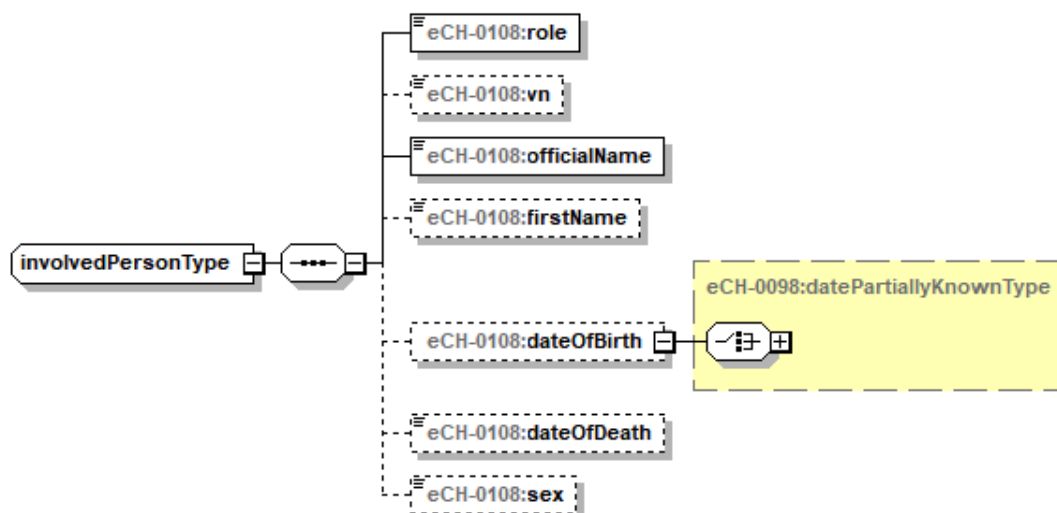 eCH-0108:role
eCH-0108:vn
eCH-0108:officialName
eCH-0108:firstName
involvedPersonType
eCH-0098:datePartiallyKnownType
eCH-0108:dateOfBirth
eCH-0108:dateOfDeath
eCH-0108:sex